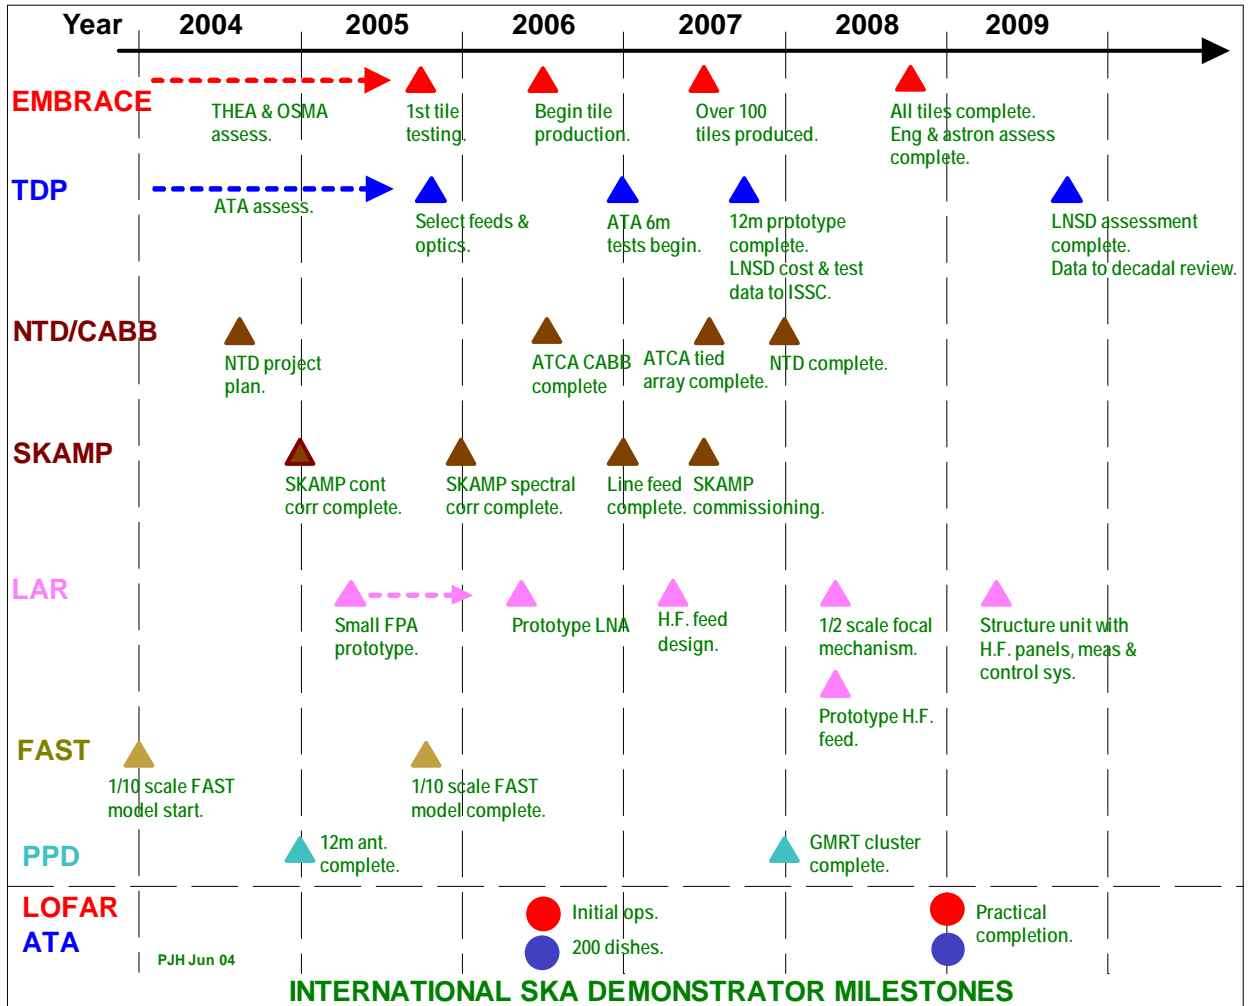 Year 2004 2005 2006 2007 2008 2009
EMBRACE
THEA & OSMA
assess.
1st tile
testing.
Begin tile
production.
Over 100
tiles produced.
All tiles complete.
Eng & astron assess
complete.
TDP
ATA assess.
Select feeds &
optics.
ATA 6m
tests begin.
12m prototype
complete.
LNSD cost & test
data to ISSC.
LNSD assessment
complete.
Data to decadal review.
NTD/CABB
NTD project
plan.
ATCA CABB
complete
ATCA tied
array complete.
NTD complete.
SKAMP
SKAMP cont
corr complete.
SKAMP spectral
corr complete.
Line feed
complete.
SKAMP
commissioning.
LAR
Small FPA
prototype.
Prototype LNA
H.F. feed
design.
1/2 scale focal
mechanism.
Structure unit with
H.F. panels, meas &
control sys.
Prototype H.F.
feed.
FAST
1/10 scale FAST
model start.
1/10 scale FAST
model complete.
PPD
12m ant.
complete.
GMRT cluster
complete.
LOFAR
Initial ops.
Practical
completion.
ATA
200 dishes.
PJH Jun 04
INTERNATIONAL SKA DEMONSTRATOR MILESTONES